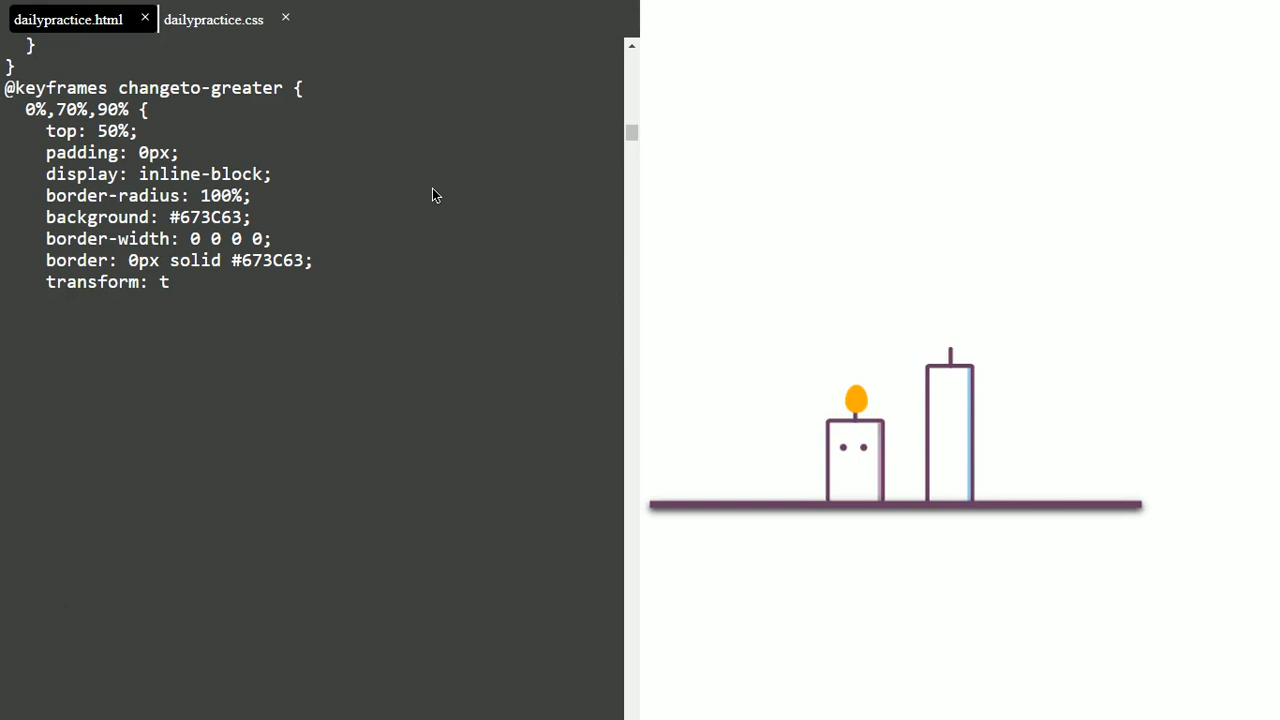 dailypractice.html × dailypractice.css ×
}
}
@keyframes changeto-greater {
0%,70%,90% {
top: 50%;
padding: 0px;
display: inline-block;
border-radius: 100%;
background: #673C63;
border-width: 0 0 0 0;
border: 0px solid #673C63;
transform: t